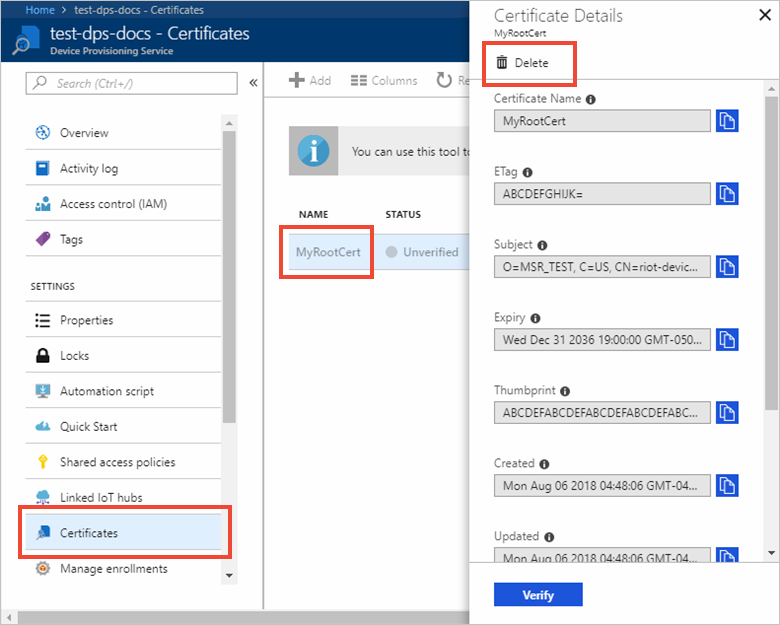 Home > test-dps-docs - Certificates
test-dps-docs - Certificates
Device Provisioning Service
Search (Ctrl+/)
«
Overview
Activity log
Access control (IAM)
Tags
SETTINGS
Properties
Locks
Automation script
Quick Start
Shared access policies
Linked IoT hubs
Certificates
Manage enrollments
Add
Columns
Re
You can use this tool to
NAME STATUS
MyRootCert Unverified
Certificate Details
MyRootCert
Delete
Certificate Name
MyRootCert
ETag
ABCDEFGHIJK=
Subject
O=MSR_TEST, C=US, CN=riot-devic...
Expiry
Wed Dec 31 2036 19:00:00 GMT-050...
Thumbprint
ABCDEFABCDEFABCDEFABCDEFABC...
Created
Mon Aug 06 2018 04:48:06 GMT-04...
Updated
Mon Aug 06 2018 04:48:06 GMT-04...
Verify